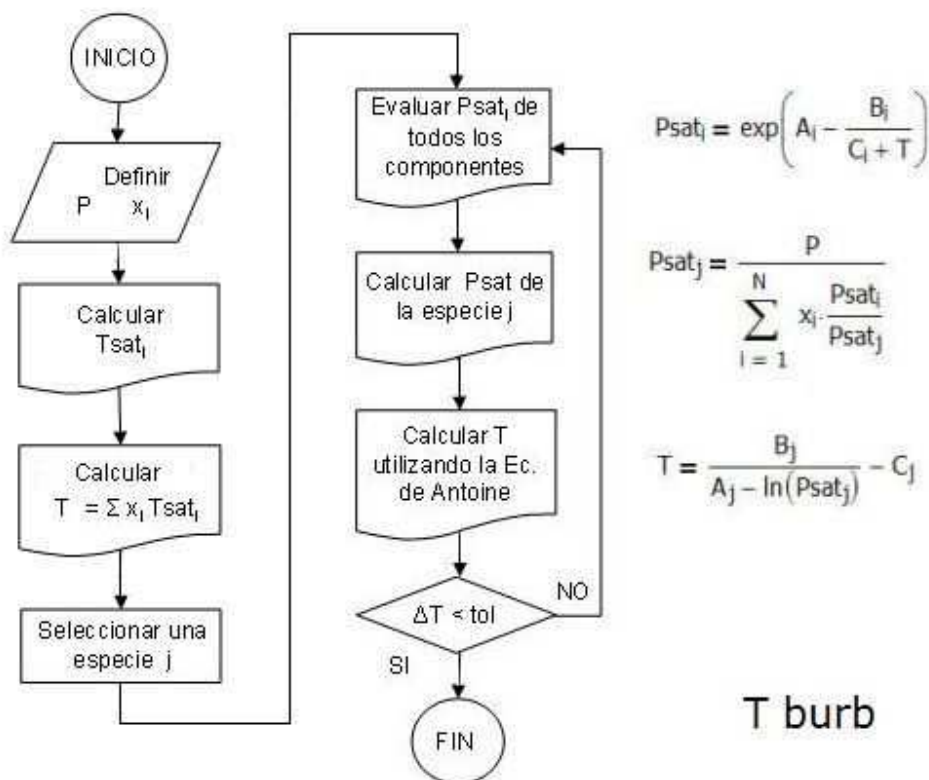 INICIO
Definir
P x_i
Calcular
Tsat_i
Calcular
T = Σ x_i Tsat_i
Seleccionar una
especie j
Evaluar Psat_i de
todos los
componentes
Calcular Psat de
la especie j
Calcular T
utilizando la Ec.
de Antoine
ΔT < tol
NO
SI
FIN
Psat_i = exp(A_i − B_i / (C_i + T))
Psat_j = P / ∑_{i = 1}^{N} x_i · Psat_i / Psat_j
T = B_j / (A_j − ln(Psat_j)) − C_j
T burb